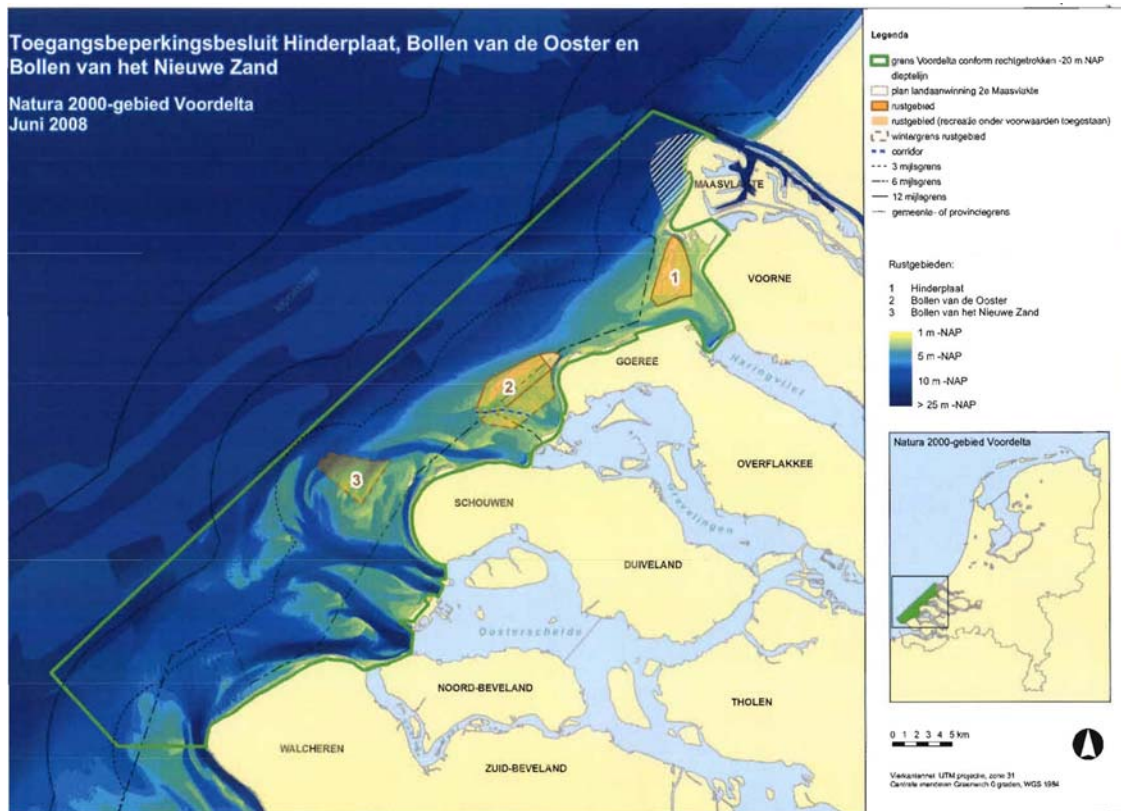 Toegangsbeperkingsbesluit Hinderplaat, Bollen van de Ooster en
Bollen van het Nieuwe Zand
Natura 2000-gebied Voordelta
Juni 2008
MAASVLAKTE
VOORNE
1
GOEREE
Haringvliet
2
OVERFLAKKEE
3
SCHOUWEN
Grevelingen
DUIVELAND
Oosterschelde
NOORD-BEVELAND
THOLEN
WALCHEREN
ZUID-BEVELAND
Legenda
grens Voordelta conform rechtgetrokken -20 m NAP
dieptelijn
plan landaanwinning 2e Maasvlakte
rustgebied
rustgebied (recreatie onder voorwaarden toegestaan)
wintergrens rustgebied
corridor
3 mijlsgrens
6 mijlsgrens
12 mijlsgrens
gemeente- of provinciegrens
Rustgebieden:
1 Hinderplaat
2 Bollen van de Ooster
3 Bollen van het Nieuwe Zand
1 m -NAP
5 m -NAP
10 m -NAP
> 25 m -NAP
Natura 2000-gebied Voordelta
0 1 2 3 4 5 km
Vierkantennet UTM projectie, zone 31
Centrale meridiaan Greenwich 0 graden, WGS 1984